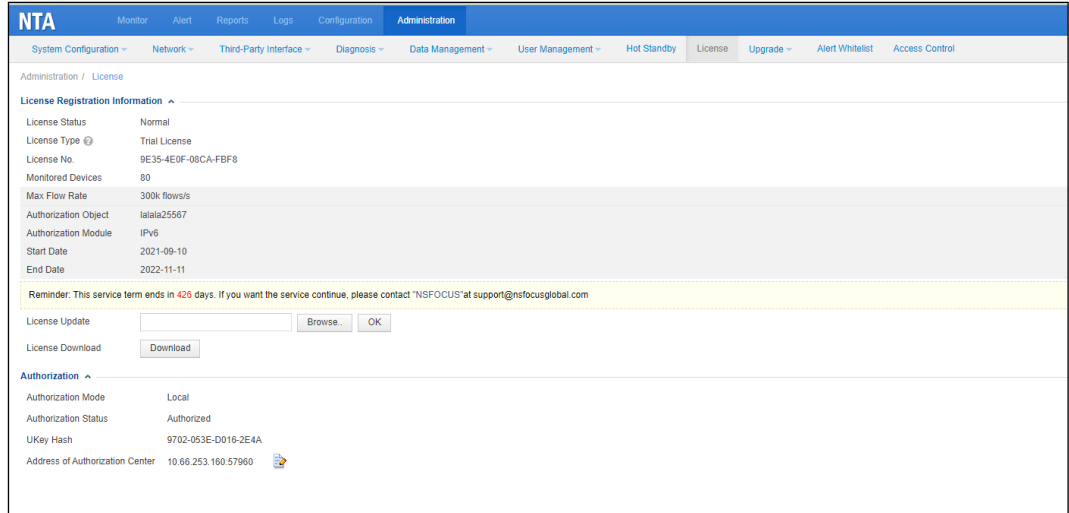 NTA Monitor Alert Reports Logs Configuration Administration
System Configuration Network Third-Party Interface Diagnosis Data Management User Management Hot Standby License Upgrade Alert Whitelist Access Control
Administration / License
License Registration Information
License Status Normal
License Type Trial License
License No. 9E35-4E0F-08CA-FBF8
Monitored Devices 80
Max Flow Rate 300k flows/s
Authorization Object lalala25567
Authorization Module IPv6
Start Date 2021-09-10
End Date 2022-11-11
Reminder: This service term ends in 426 days. If you want the service continue, please contact "NSFOCUS"at support@nsfocusglobal.com
License Update Browse.. OK
License Download Download
Authorization
Authorization Mode Local
Authorization Status Authorized
UKey Hash 9702-053E-D016-2E4A
Address of Authorization Center 10.66.253.160:57960